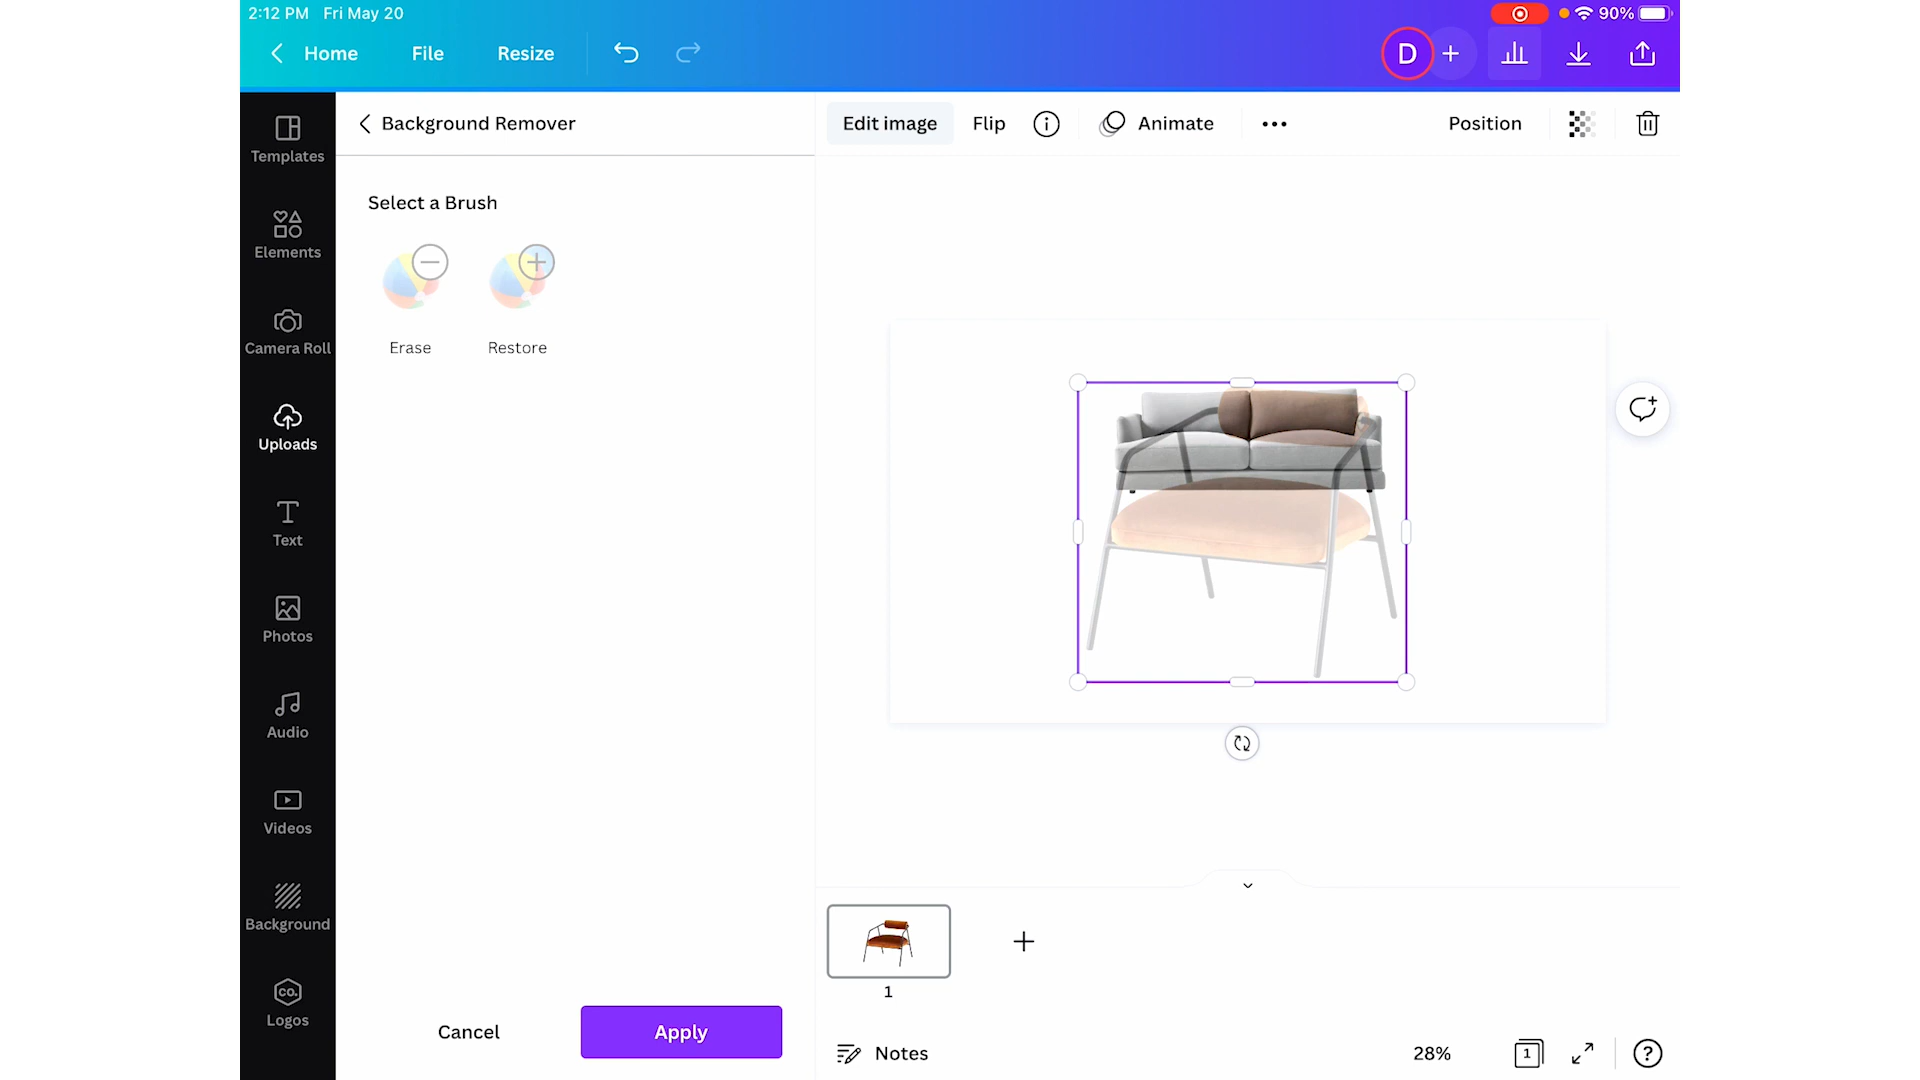 2:12 PM Fri May 20
90%
Home File Resize
D
Templates
Elements
Camera Roll
Uploads
Text
Photos
Audio
Videos
Background
CO.
Logos
Background Remover
Select a Brush
Erase Restore
Cancel Apply
Edit image Flip Animate Position
1
Notes
28%
1
?